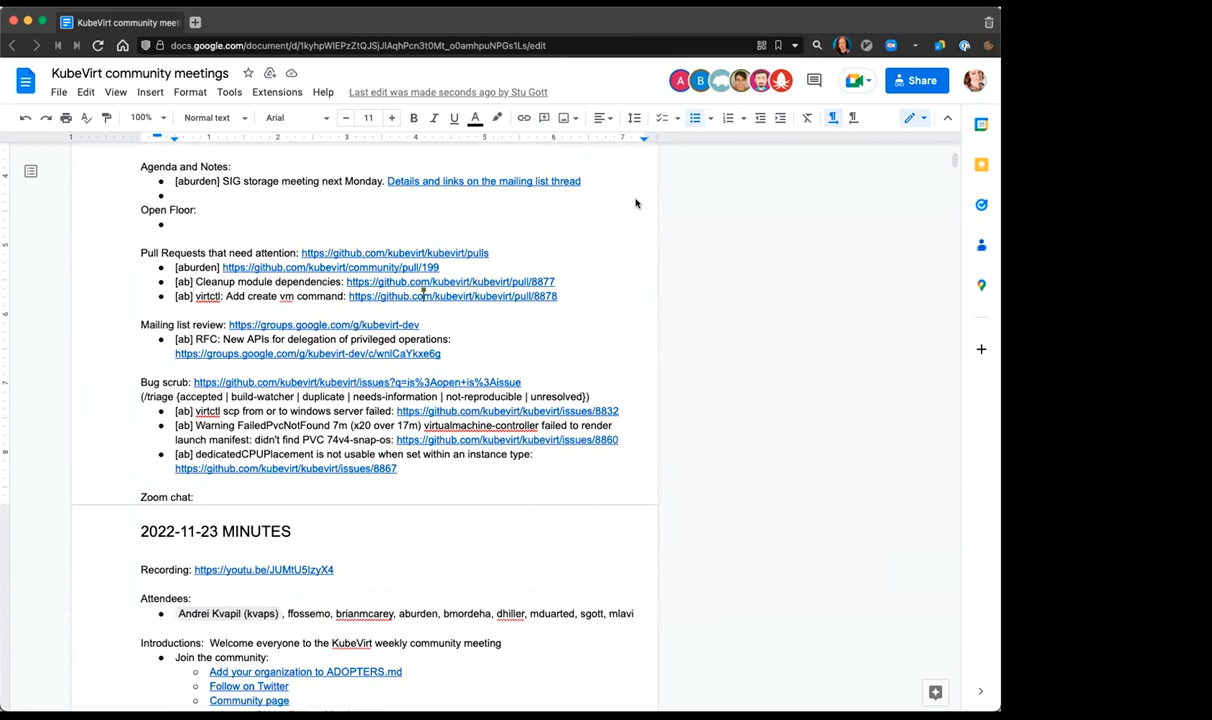 KubeVirt community meet
docs.google.com/document/d/1kyhpWlEPzZtQJSjJlAqhPcn3t0Mt_o0amhpuNPGs1Ls/edit
KubeVirt community meetings
File Edit View Insert Format Tools Extensions Help Last edit was made seconds ago by Stu Gott
A B
Share
100% Normal text Arial 11 B I U A
1 1 2 3 4 5 6 7
Agenda and Notes:
[aburden] SIG storage meeting next Monday. Details and links on the mailing list thread
Open Floor:
Pull Requests that need attention: https://github.com/kubevirt/kubevirt/pulls
[aburden] https://github.com/kubevirt/community/pull/199
[ab] Cleanup module dependencies: https://github.com/kubevirt/kubevirt/pull/8877
[ab] virtctl: Add create vm command: https://github.com/kubevirt/kubevirt/pull/8878
Mailing list review: https://groups.google.com/g/kubevirt-dev
[ab] RFC: New APIs for delegation of privileged operations:
https://groups.google.com/g/kubevirt-dev/c/wnlCaYkxe6g
Bug scrub: https://github.com/kubevirt/kubevirt/issues?q=is%3Aopen+is%3Aissue
(/triage {accepted | build-watcher | duplicate | needs-information | not-reproducible | unresolved})
[ab] virtctl scp from or to windows server failed: https://github.com/kubevirt/kubevirt/issues/8832
[ab] Warning FailedPvcNotFound 7m (x20 over 17m) virtualmachine-controller failed to render
launch manifest: didn't find PVC 74v4-snap-os: https://github.com/kubevirt/kubevirt/issues/8860
[ab] dedicatedCPUPlacement is not usable when set within an instance type:
https://github.com/kubevirt/kubevirt/issues/8867
Zoom chat:
2022-11-23 MINUTES
Recording: https://youtu.be/JUMtU5IzyX4
Attendees:
Andrei Kvapil (kvaps) , ffossemo, brianmcarey, aburden, bmordeha, dhiller, mduarted, sgott, mlavi
Introductions: Welcome everyone to the KubeVirt weekly community meeting
Join the community:
Add your organization to ADOPTERS.md
Follow on Twitter
Community page